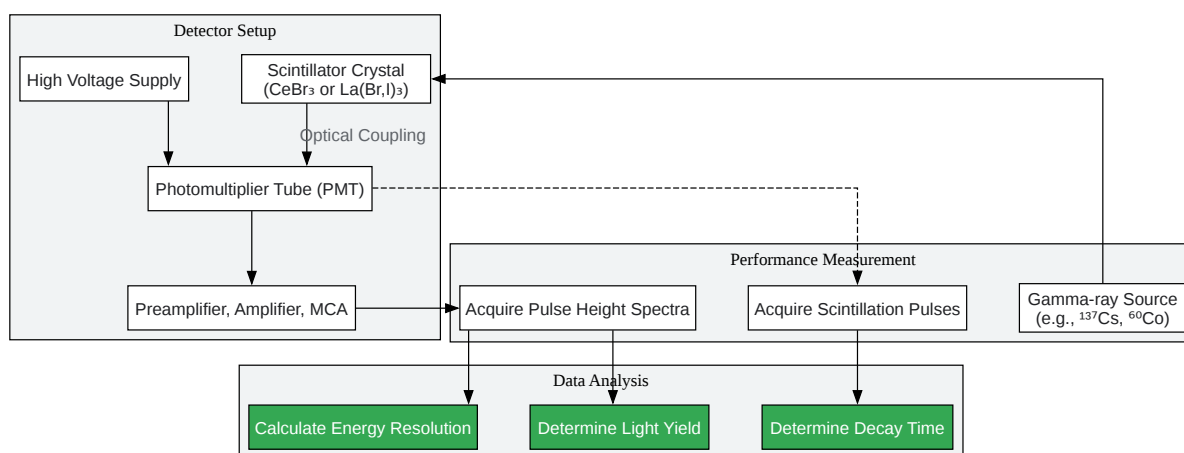 Detector Setup
High Voltage Supply
Scintillator Crystal
(CeBr₃ or La(Br,I)₃)
Optical Coupling
Photomultiplier Tube (PMT)
Performance Measurement
Preamplifier, Amplifier, MCA
Acquire Pulse Height Spectra
Acquire Scintillation Pulses
Gamma-ray Source
(e.g., ¹³⁷Cs, ⁶⁰Co)
Data Analysis
Calculate Energy Resolution
Determine Light Yield
Determine Decay Time